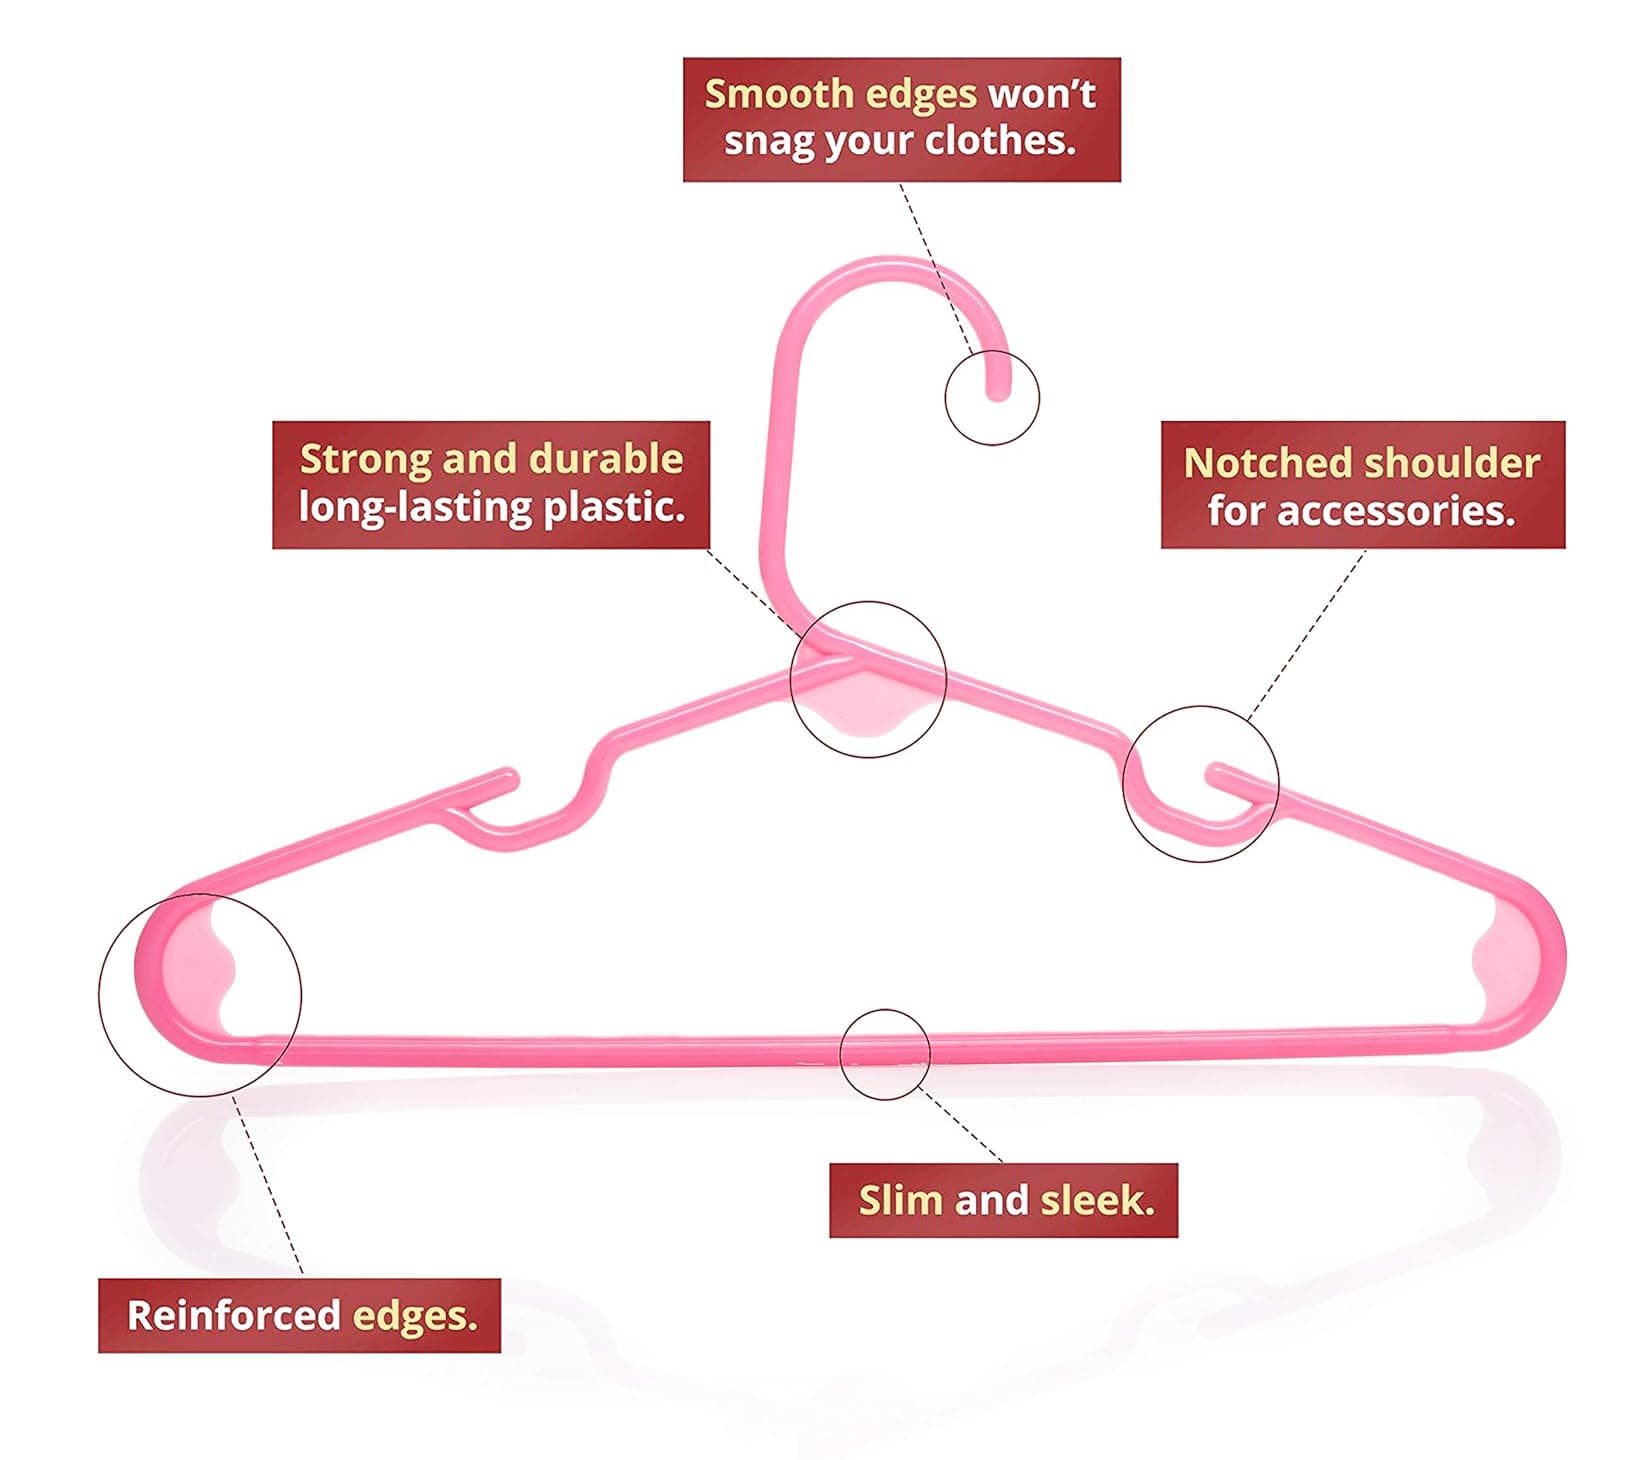 Smooth edges won’t
snag your clothes.
Strong and durable
long-lasting plastic.
Notched shoulder
for accessories.
Slim and sleek.
Reinforced edges.